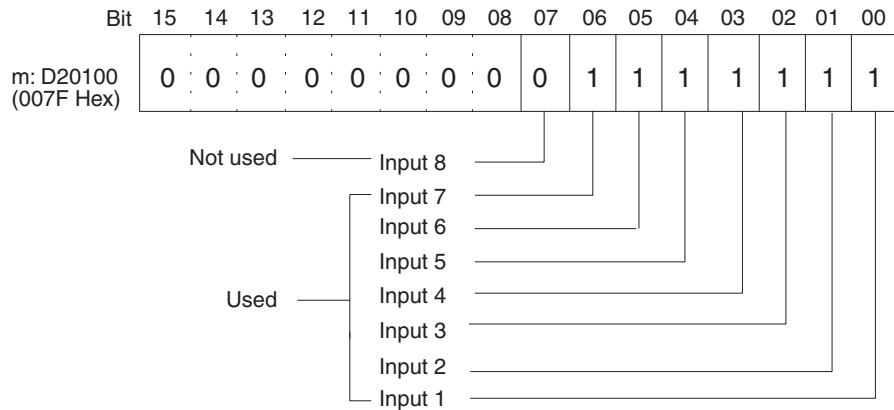 Bit 15 14 13 12 11 10 09 08 07 06 05 04 03 02 01 00
m: D20100 0 0 0 0 0 0 0 0 0 1 1 1 1 1 1 1
(007F Hex)
Not used Input 8
Input 7
Input 6
Input 5
Used Input 4
Input 3
Input 2
Input 1